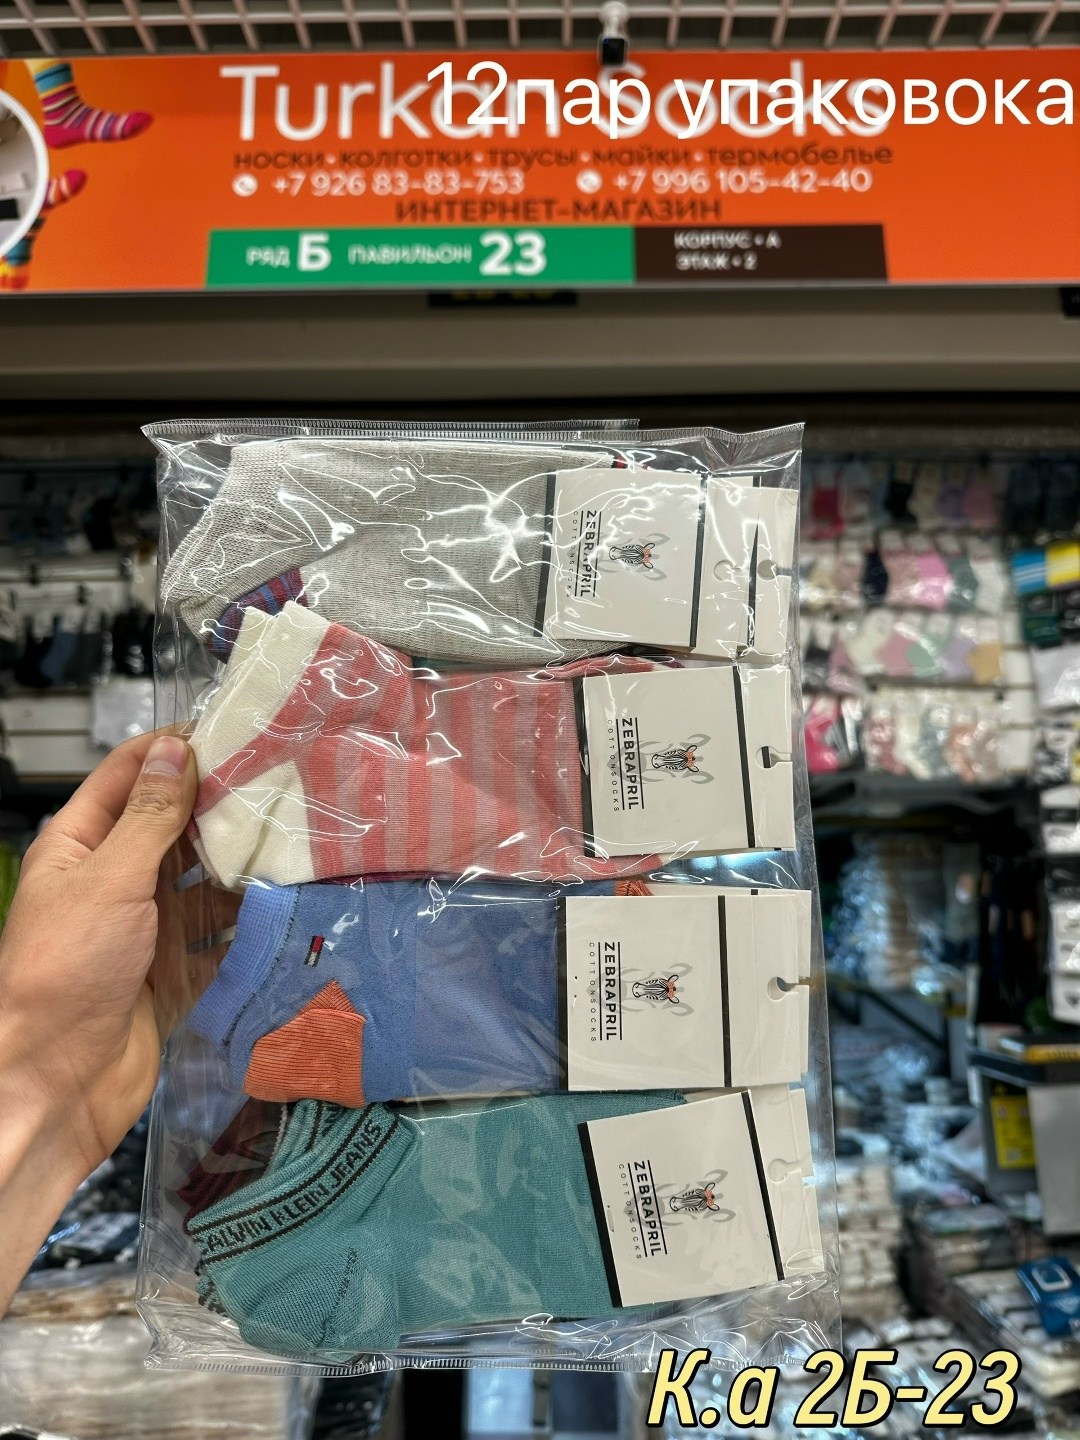 Turkan Socks
12пар упаковока
носки • колготки • трусы • майки • термобелье
+7 926 83-83-753
+7 996 105-42-40
ИНТЕРНЕТ-МАГАЗИН
РЯД Б ПАВИЛЬОН 23
КОРПУС • А
ЭТАЖ • 2
ZEBRAPRIL
COTTONSOCKS
ZEBRAPRIL
COTTONSOCKS
ZEBRAPRIL
COTTONSOCKS
CALVIN KLEIN JEANS
ZEBRAPRIL
COTTONSOCKS
К.а 2Б-23